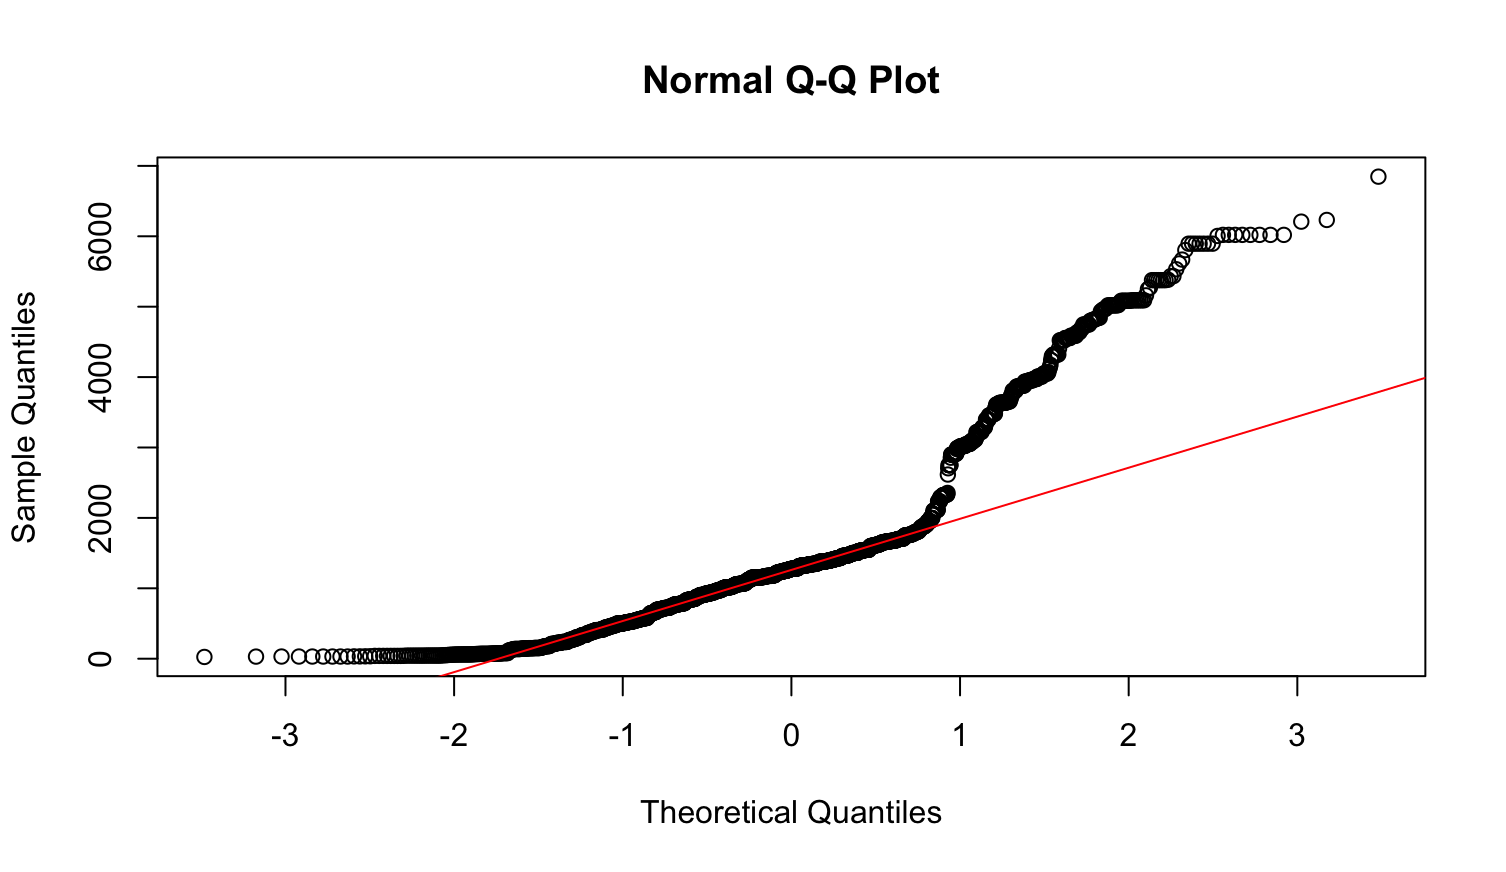 Normal Q-Q Plot
Sample Quantiles
6000
4000
2000
0
-3 -2 -1 0 1 2 3
Theoretical Quantiles